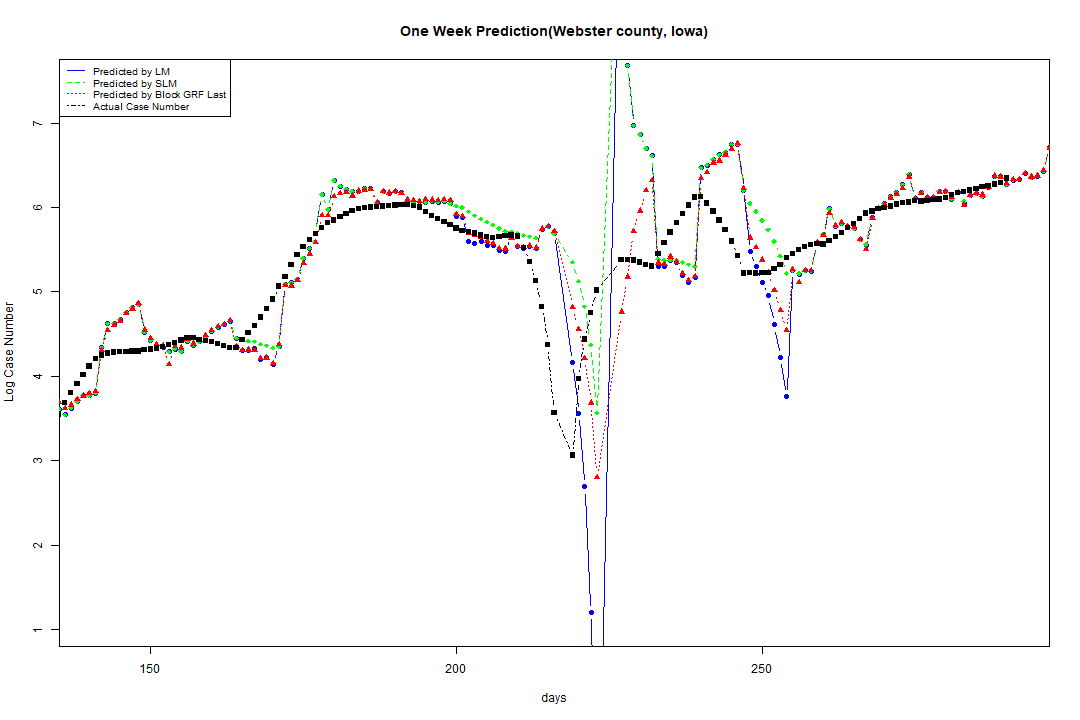 One Week Prediction(Webster county, Iowa)
Predicted by LM
Predicted by SLM
Predicted by Block GRF Last
Actual Case Number
7
6
5
4
3
2
1
Log Case Number
150
200
250
days